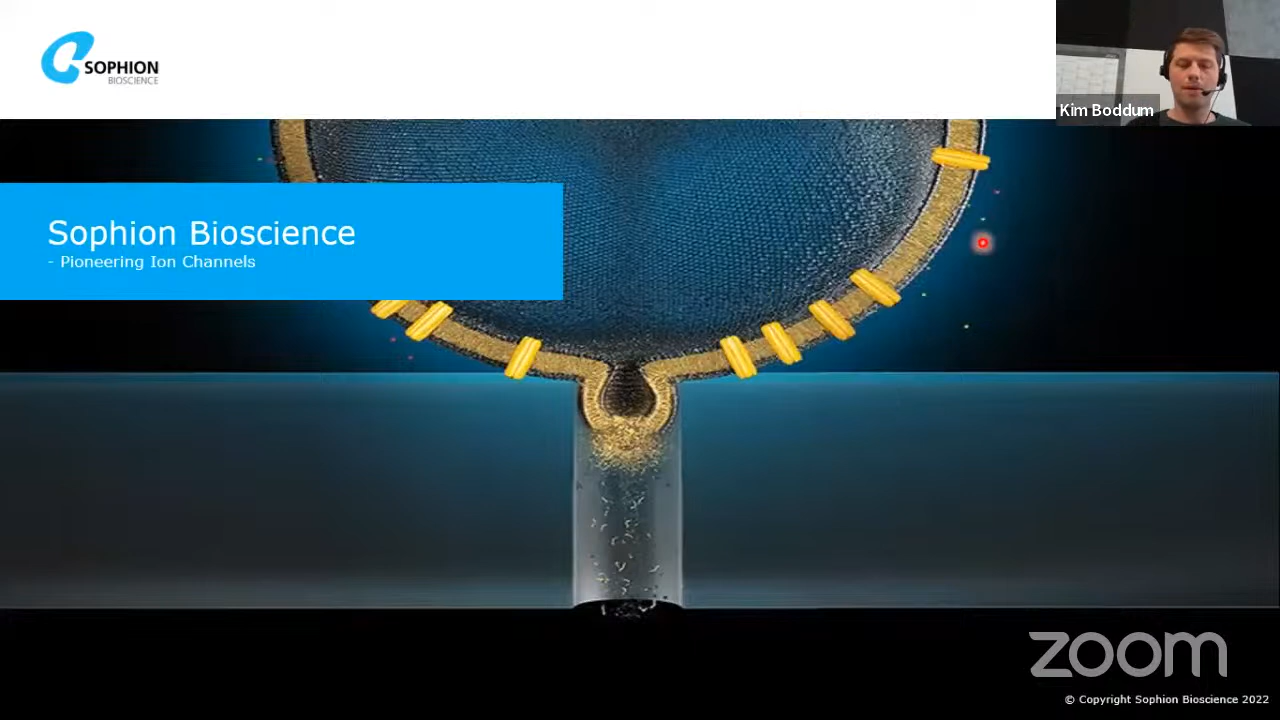 SOPHION
BIOSCIENCE
Kim Boddum
Sophion Bioscience
- Pioneering Ion Channels
zoom
© Copyright Sophion Bioscience 2022